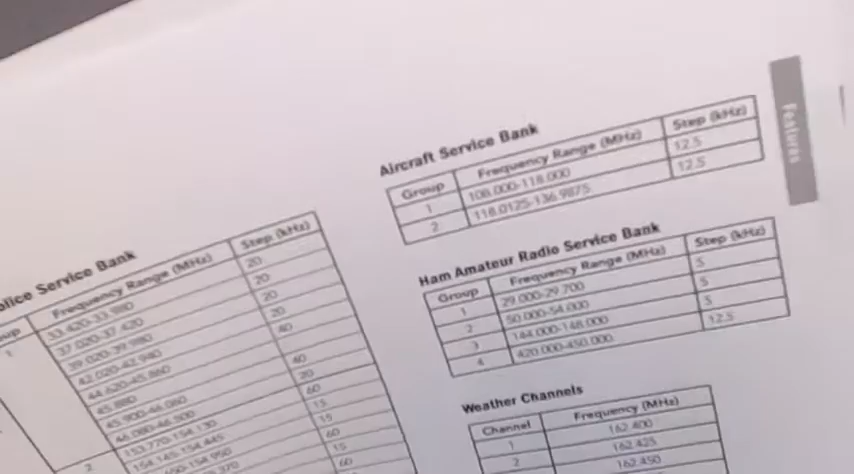 Features
Aircraft Service Bank
Group Frequency Range (MHz) Step (kHz)
1 108.000-118.000 12.5
2 118.0125-136.9875 12.5
Ham Amateur Radio Service Bank
Group Frequency Range (MHz) Step (kHz)
1 29.000-29.700 5
2 50.000-54.000 5
3 144.000-148.000 5
4 420.000-450.000 12.5
Weather Channels
Channel Frequency (MHz)
1 162.400
2 162.425
162.450
olice Service Bank
oup Frequency Range (MHz) Step (kHz)
1 33.420-33.980 20
37.020-37.420 20
39.020-39.980 20
42.020-42.940 20
44.620-45.860 40
45.880
45.900-46.060 40
46.080-46.500 20
2 153.770-154.130 60
154.145-154.445 15
-154.950 15
60
15
60